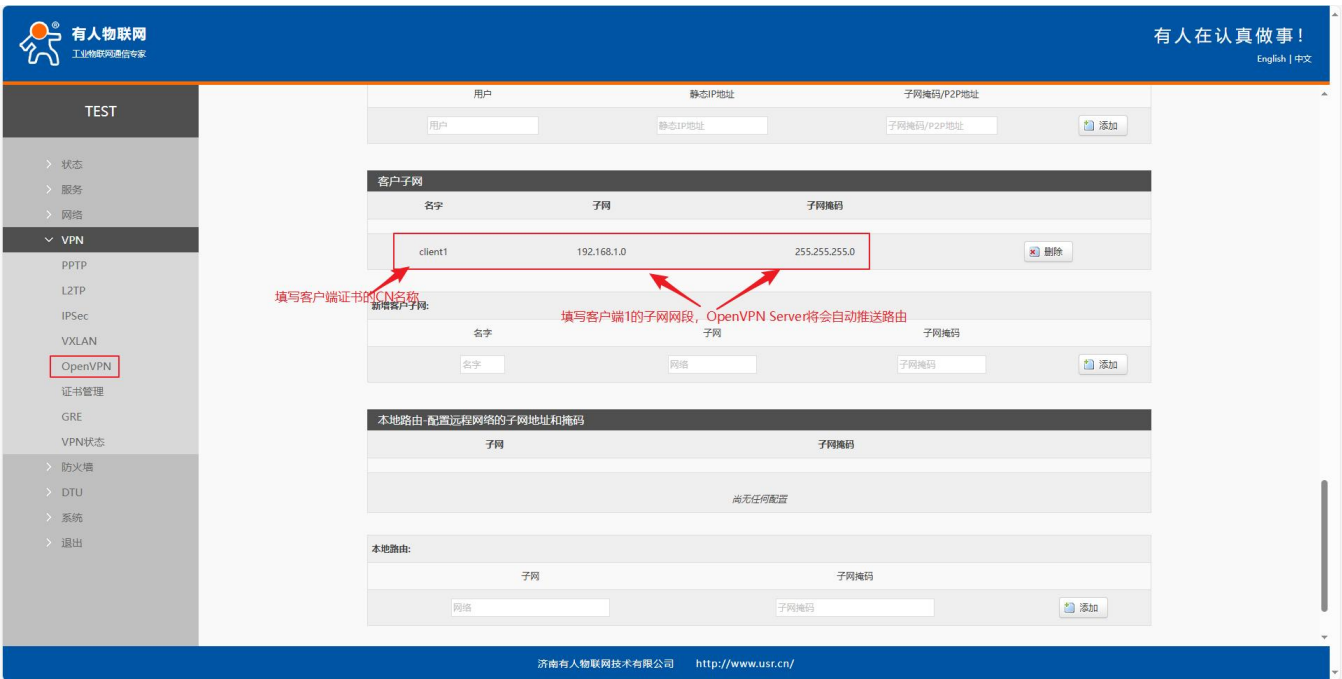 有人物联网
工业物联网通信专家
有人在认真做事！
English | 中文
TEST
状态
服务
网络
VPN
PPTP
L2TP
IPSec
VXLAN
OpenVPN
证书管理
GRE
VPN状态
防火墙
DTU
系统
退出
用户 静态IP地址 子网掩码/P2P地址
用户 静态IP地址 子网掩码/P2P地址 添加
客户子网
名字 子网 子网掩码
client1 192.168.1.0 255.255.255.0 删除
填写客户端证书的CN名称
新增客户子网:
填写客户端1的子网网段，OpenVPN Server将会自动推送路由
名字 子网 子网掩码
名字 网络 子网掩码 添加
本地路由-配置远程网络的子网地址和掩码
子网 子网掩码
尚无任何配置
本地路由:
子网 子网掩码
网络 子网掩码 添加
济南有人物联网技术有限公司 http://www.usr.cn/